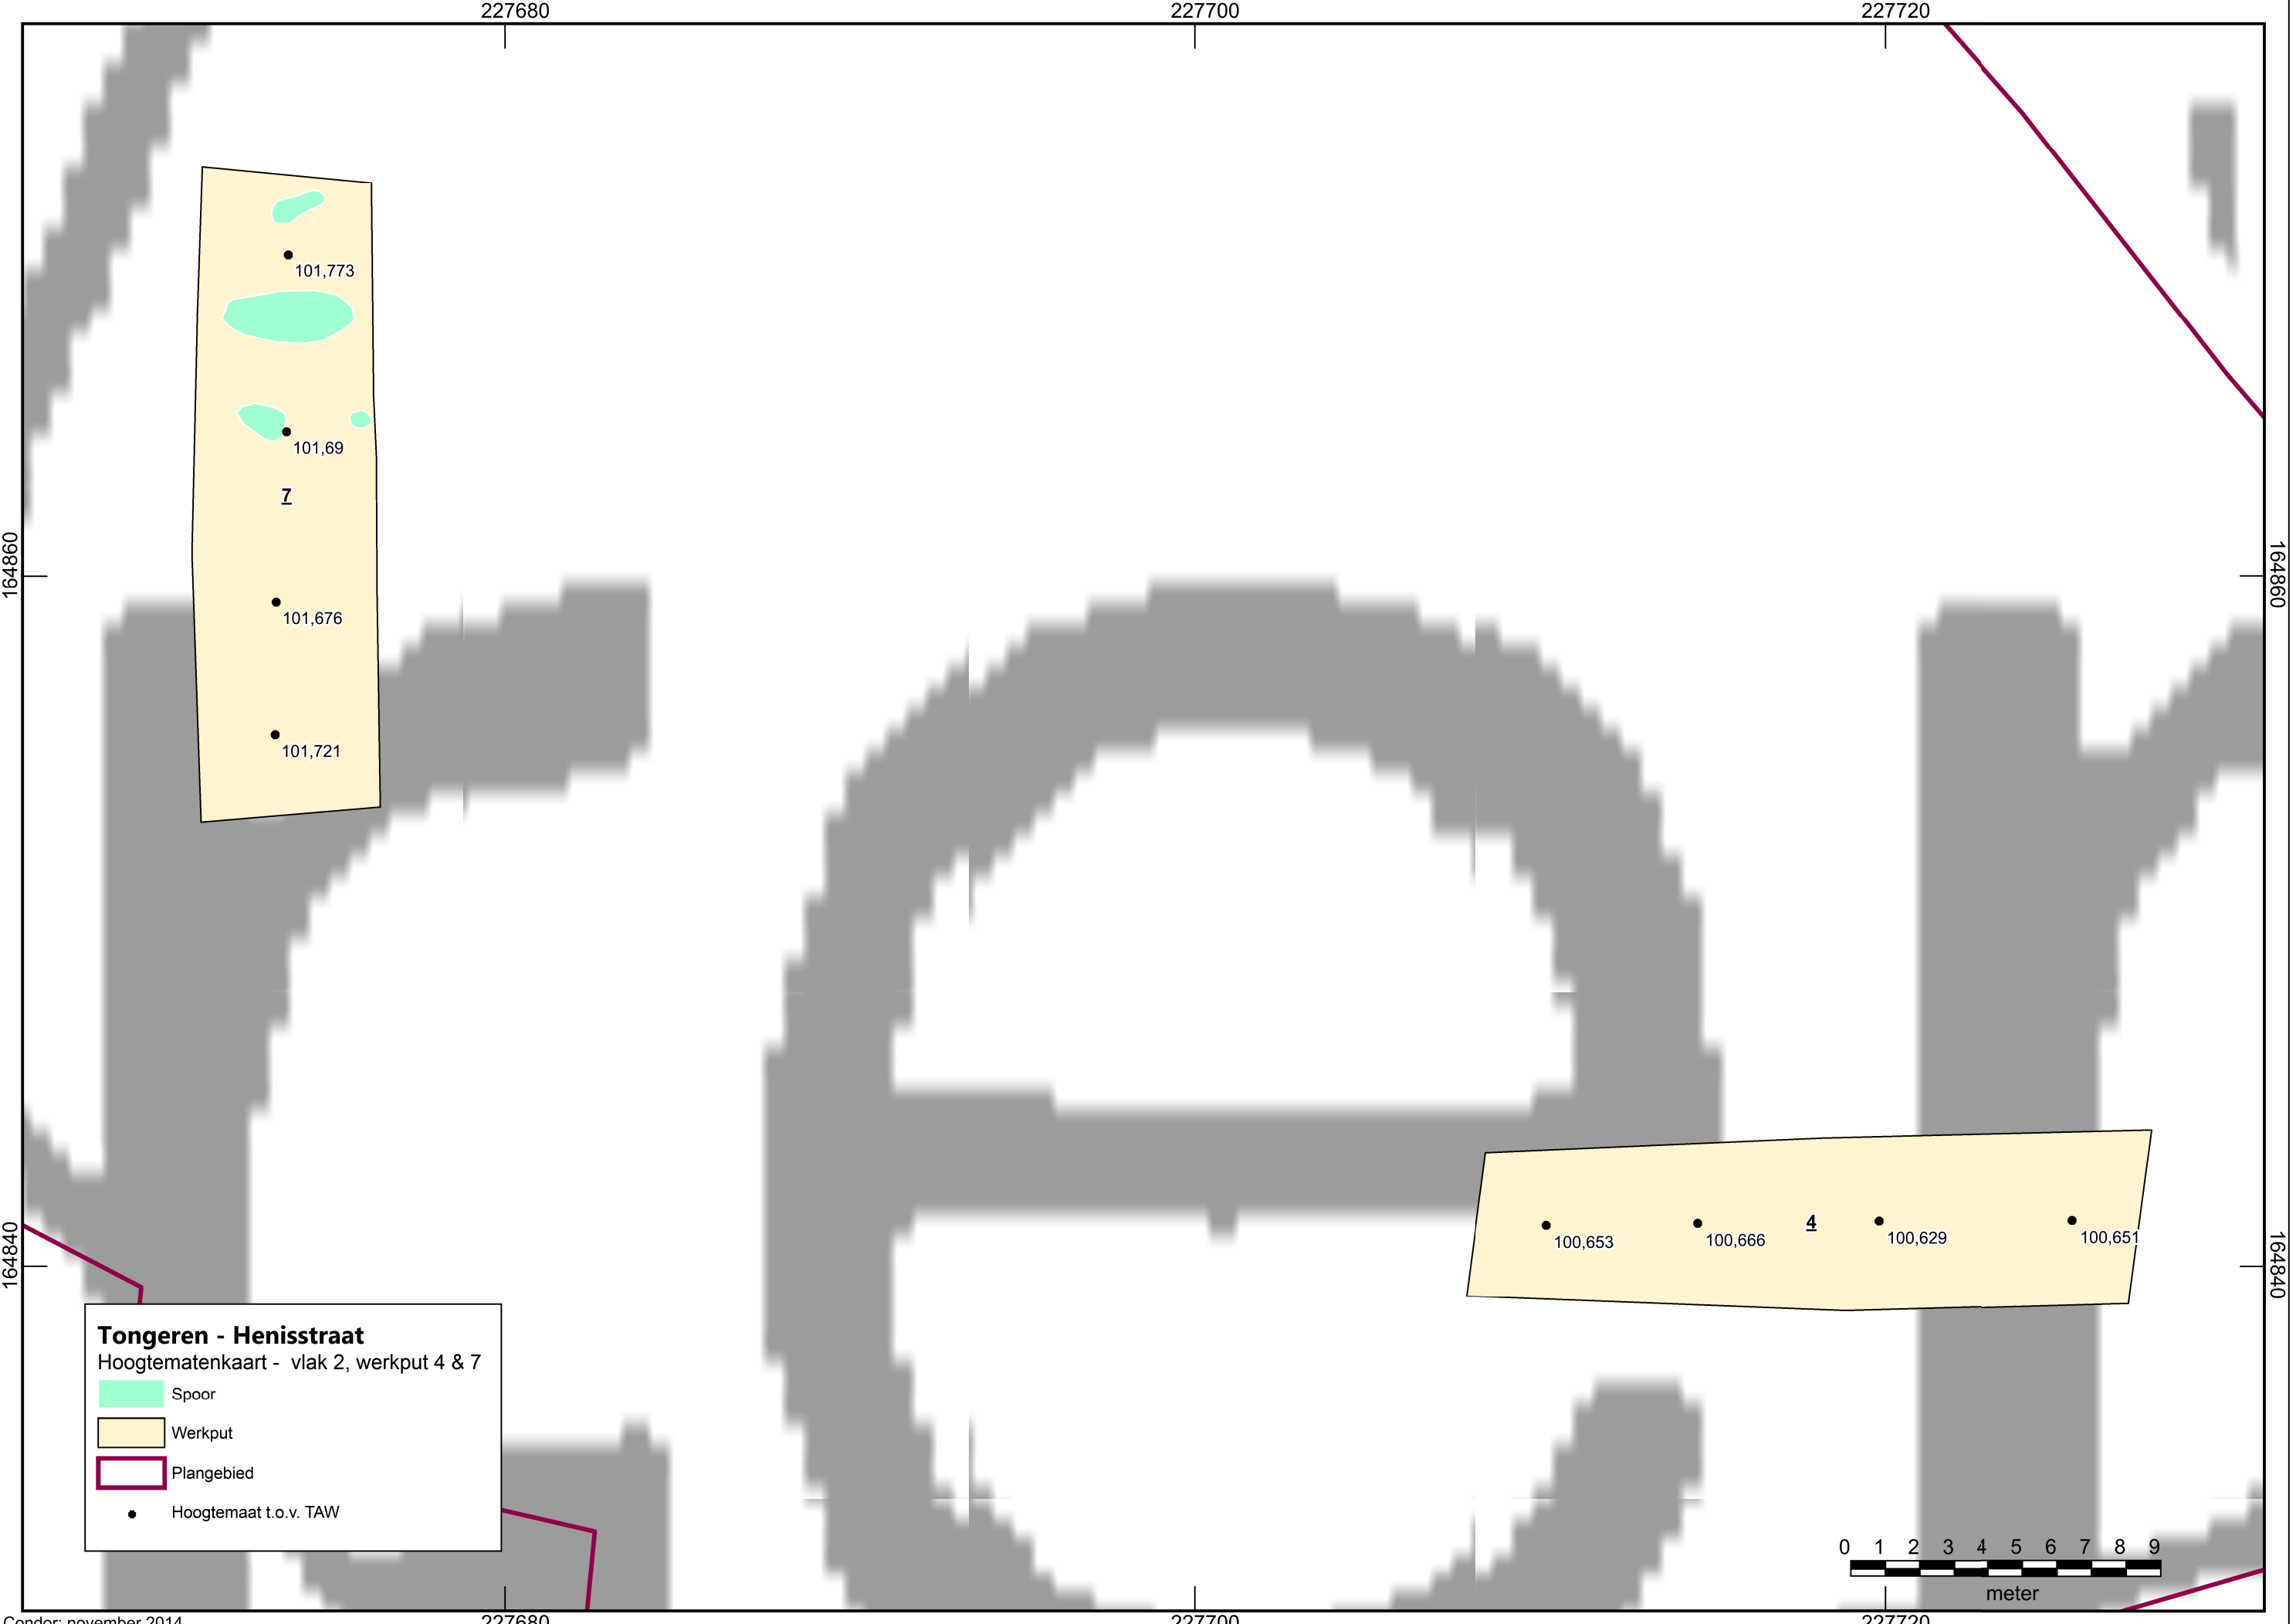 227680 227700 227720
101,773
101,69
7
164860 164860
101,676
101,721
4
100,653 100,666 100,629 100,651
164840 164840
Tongeren - Henisstraat
Hoogtematenkaart - vlak 2, werkput 4 & 7
Spoor
Werkput
Plangebied
Hoogtemaat t.o.v. TAW
0 1 2 3 4 5 6 7 8 9
meter
Condor: november 2014
227680 227700 227720